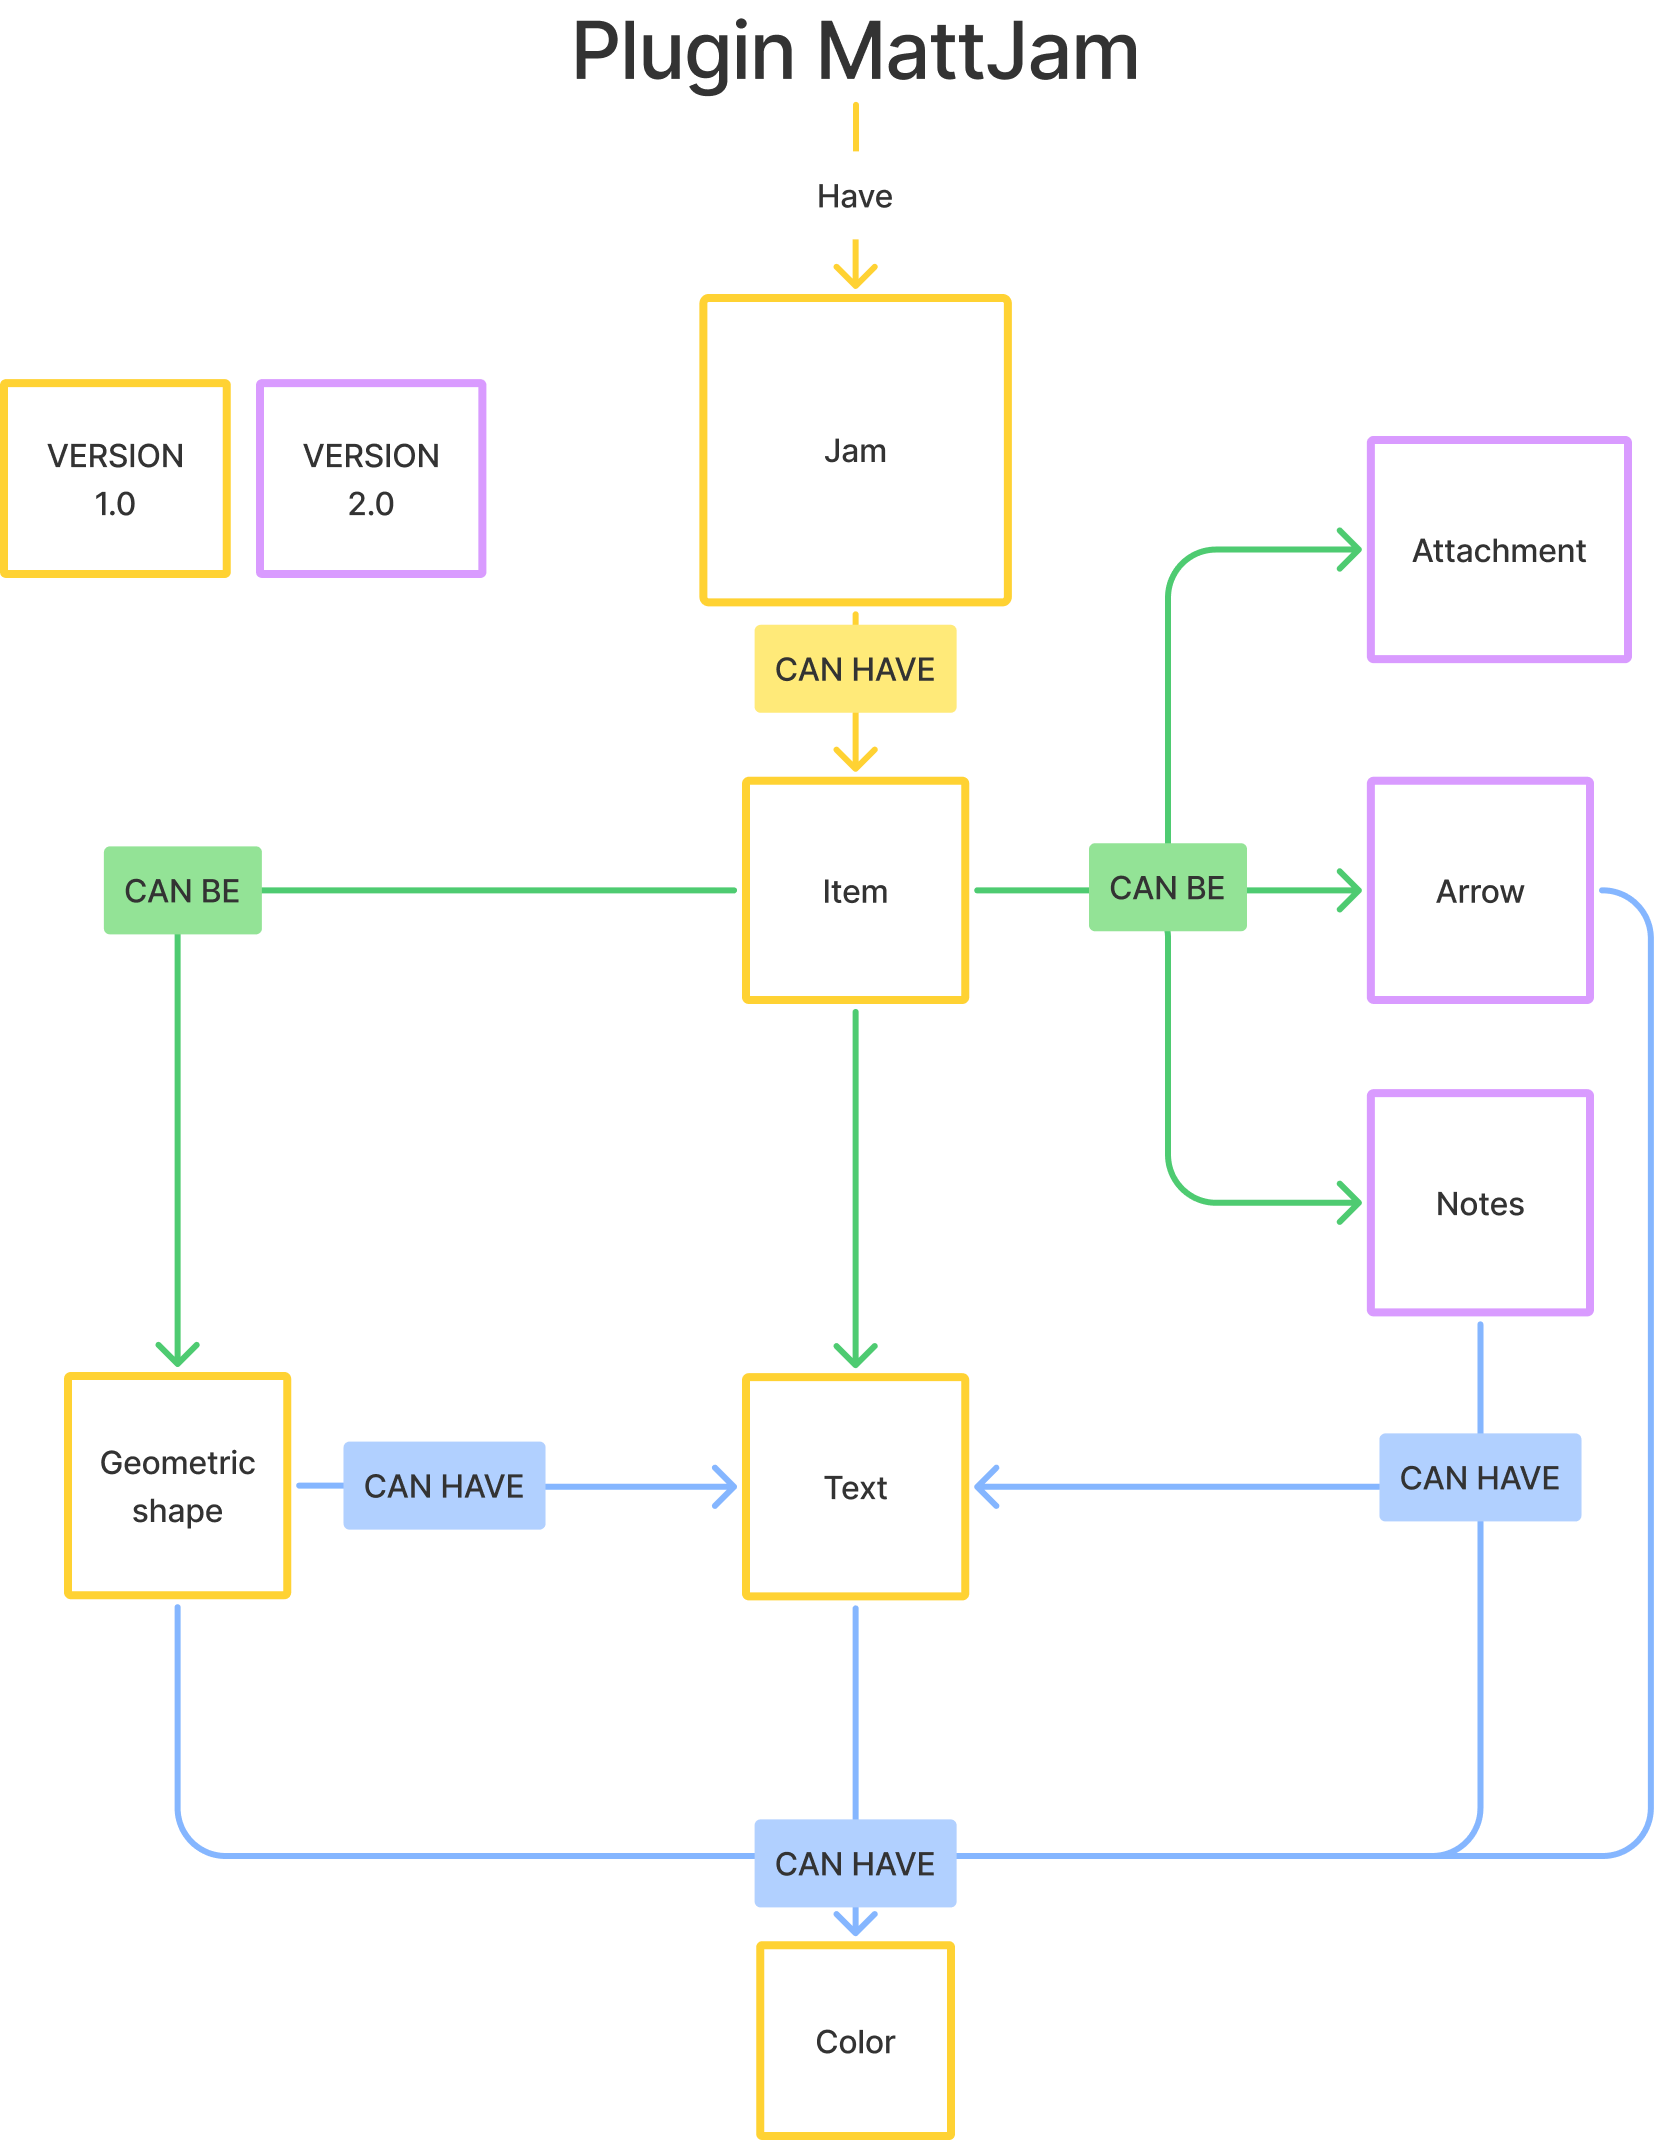 Plugin MattJam
Have
Jam
VERSION
1.0
VERSION
2.0
Attachment
CAN HAVE
CAN BE
Item
CAN BE
Arrow
Notes
Geometric
shape
CAN HAVE
Text
CAN HAVE
CAN HAVE
Color